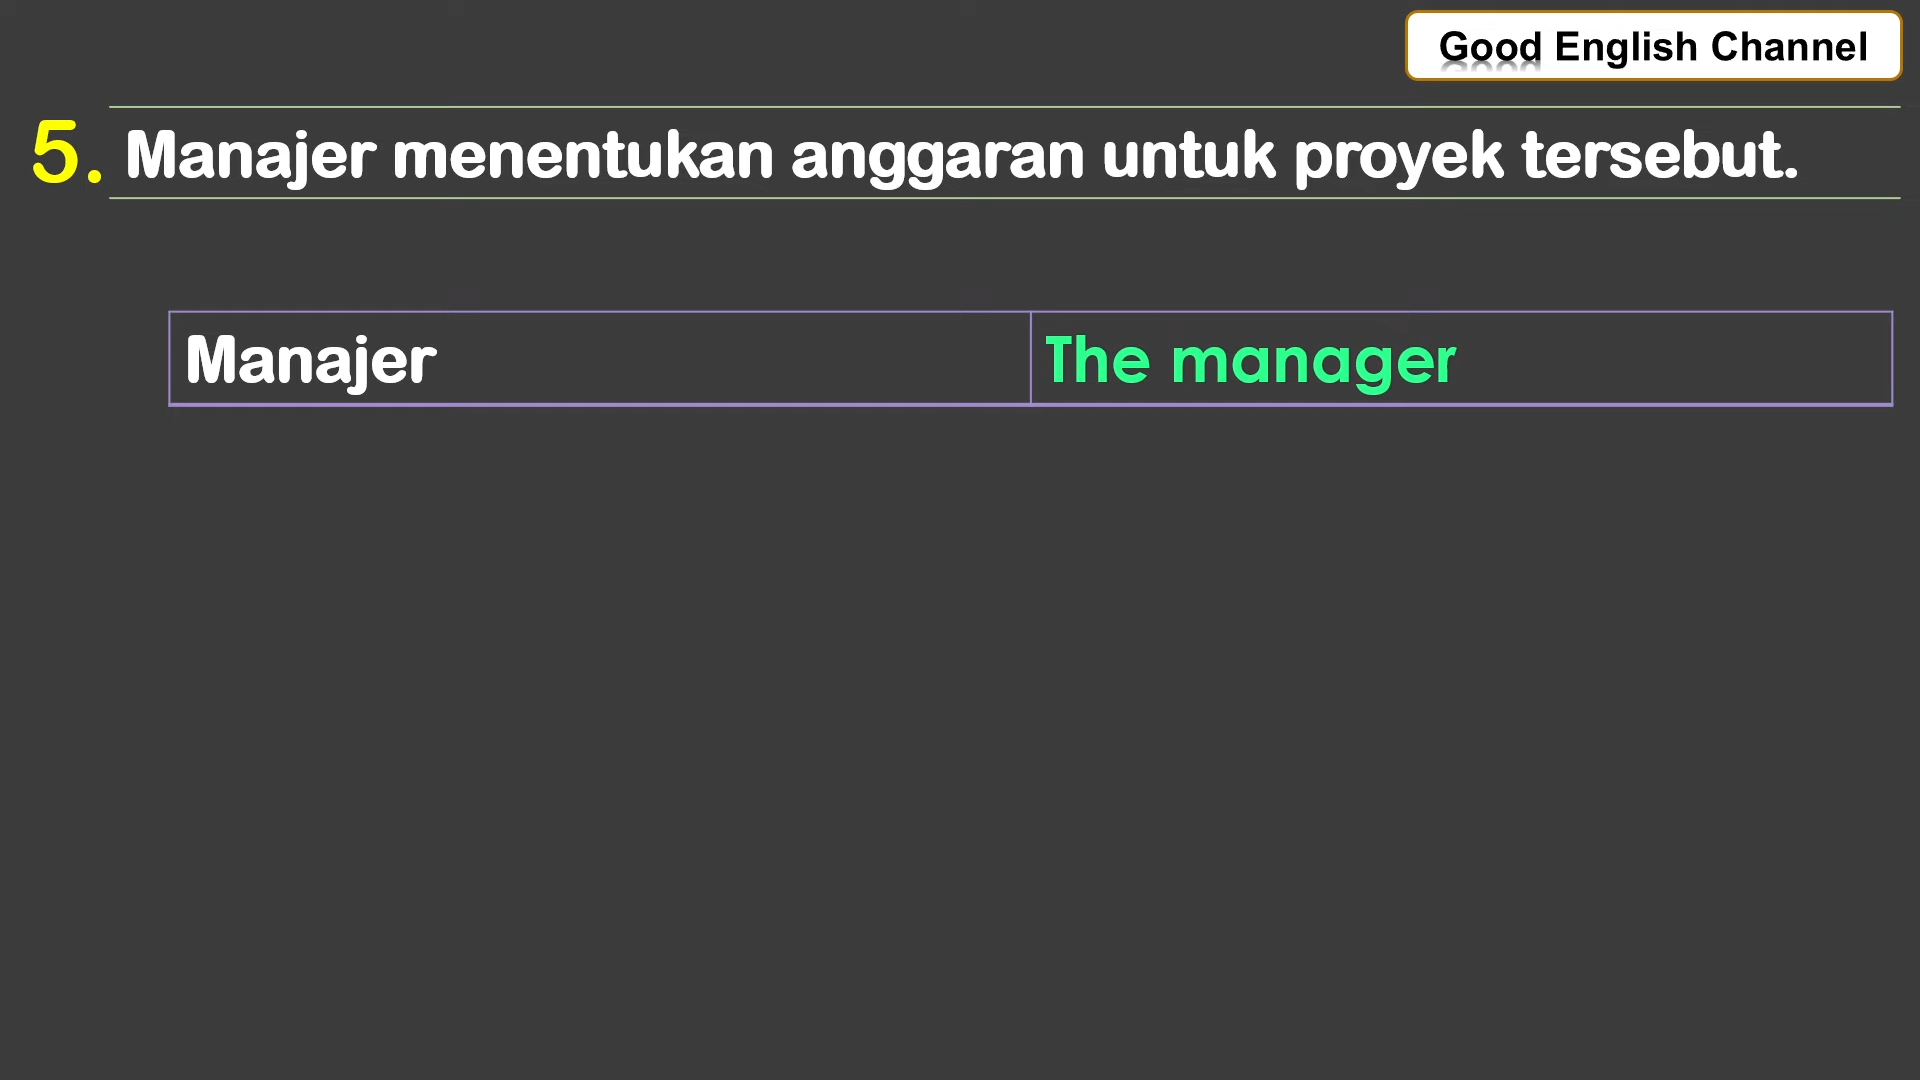 Good English Channel
5. Manajer menentukan anggaran untuk proyek tersebut.
Manajer The manager